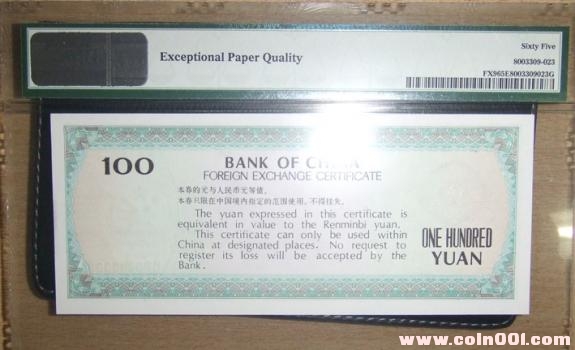 Exceptional Paper Quality
Sixty Five
8003309-023
FX965E8003309023G
100
BANK OF CHINA
FOREIGN EXCHANGE CERTIFICATE
本券的元与人民币元等值。
本券只限在中国境内指定的范围使用，不得挂失。
The yuan expressed in this certificate is
equivalent in value to the Renminbi yuan.
This certificate can only be used within
China at designated places. No request to
register its loss will be accepted by the
Bank.
ONE HUNDRED
YUAN
www.coln001.com